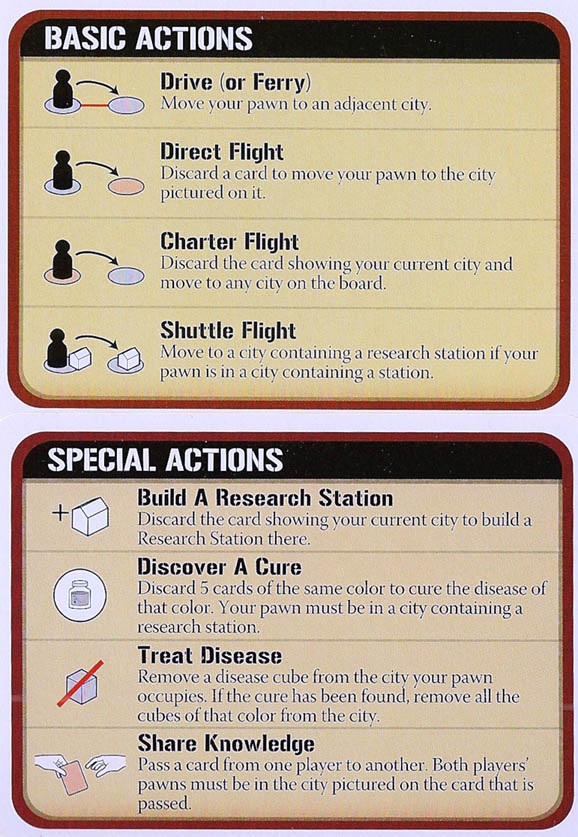 BASIC ACTIONS
Drive (or Ferry)
Move your pawn to an adjacent city.
Direct Flight
Discard a card to move your pawn to the city
pictured on it.
Charter Flight
Discard the card showing your current city and
move to any city on the board.
Shuttle Flight
Move to a city containing a research station if your
pawn is in a city containing a station.
SPECIAL ACTIONS
Build A Research Station
Discard the card showing your current city to build a
Research Station there.
Discover A Cure
Discard 5 cards of the same color to cure the disease of
that color. Your pawn must be in a city containing a
research station.
Treat Disease
Remove a disease cube from the city your pawn
occupies. If the cure has been found, remove all the
cubes of that color from the city.
Share Knowledge
Pass a card from one player to another. Both players'
pawns must be in the city pictured on the card that is
passed.